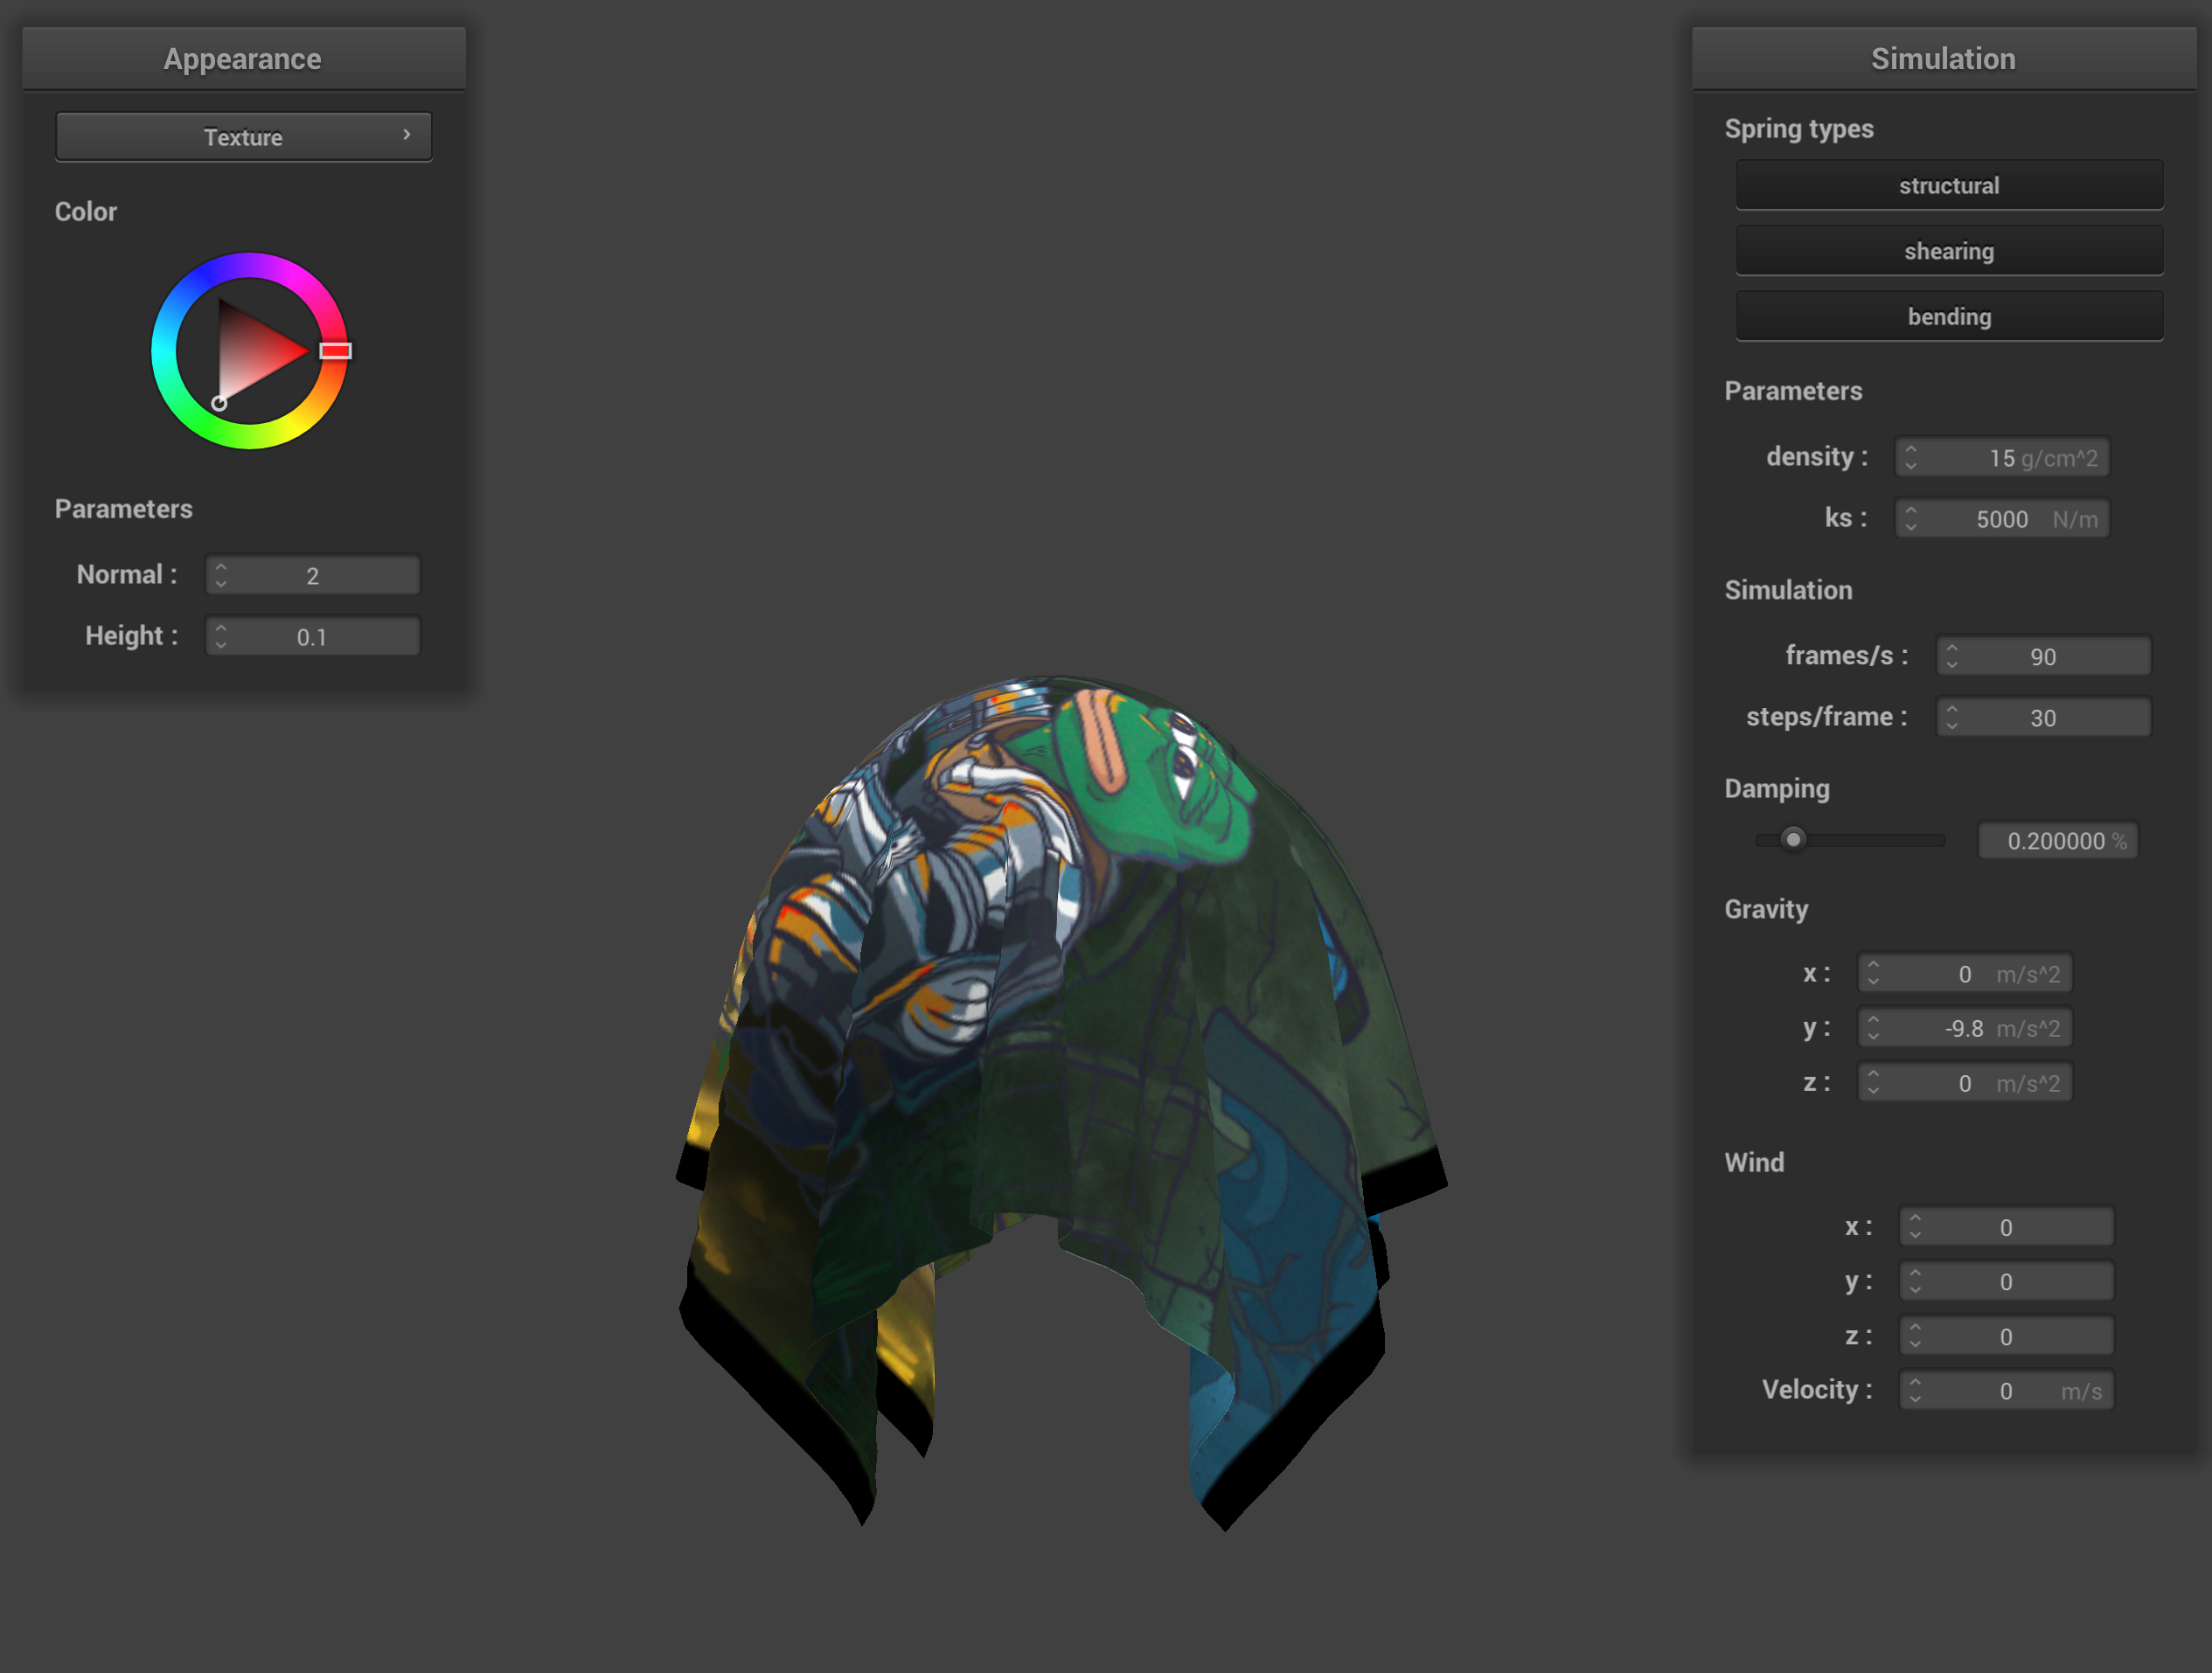 Appearance
Texture
Color
Parameters
Normal : 2
Height : 0.1
Simulation
Spring types
structural
shearing
bending
Parameters
density : 15 g/cm^2
ks : 5000 N/m
Simulation
frames/s : 90
steps/frame : 30
Damping
0.200000 %
Gravity
x : 0 m/s^2
y : -9.8 m/s^2
z : 0 m/s^2
Wind
x : 0
y : 0
z : 0
Velocity : 0 m/s